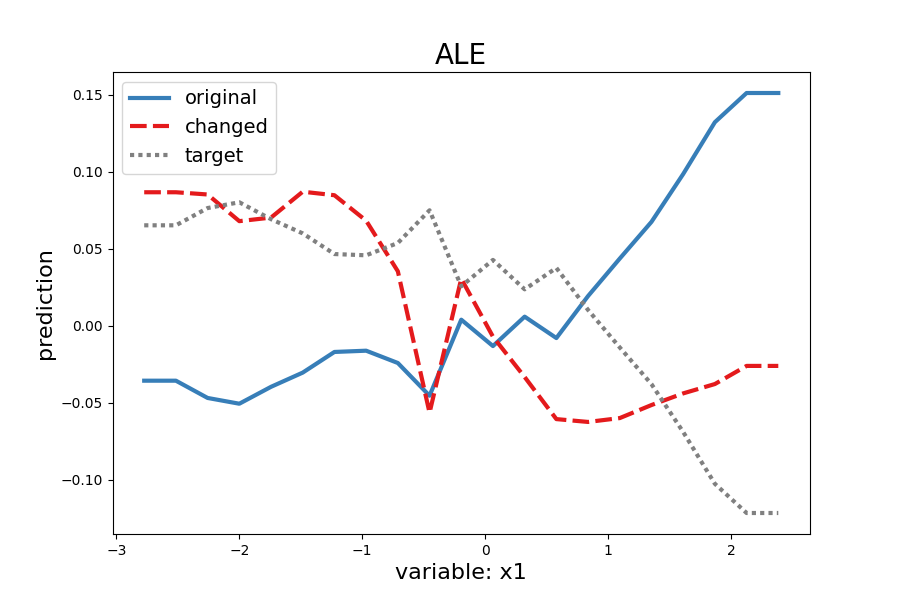 ALE
original
changed
target
prediction
0.15
0.10
0.05
0.00
−0.05
−0.10
−3
−2
−1
0
1
2
variable: x1